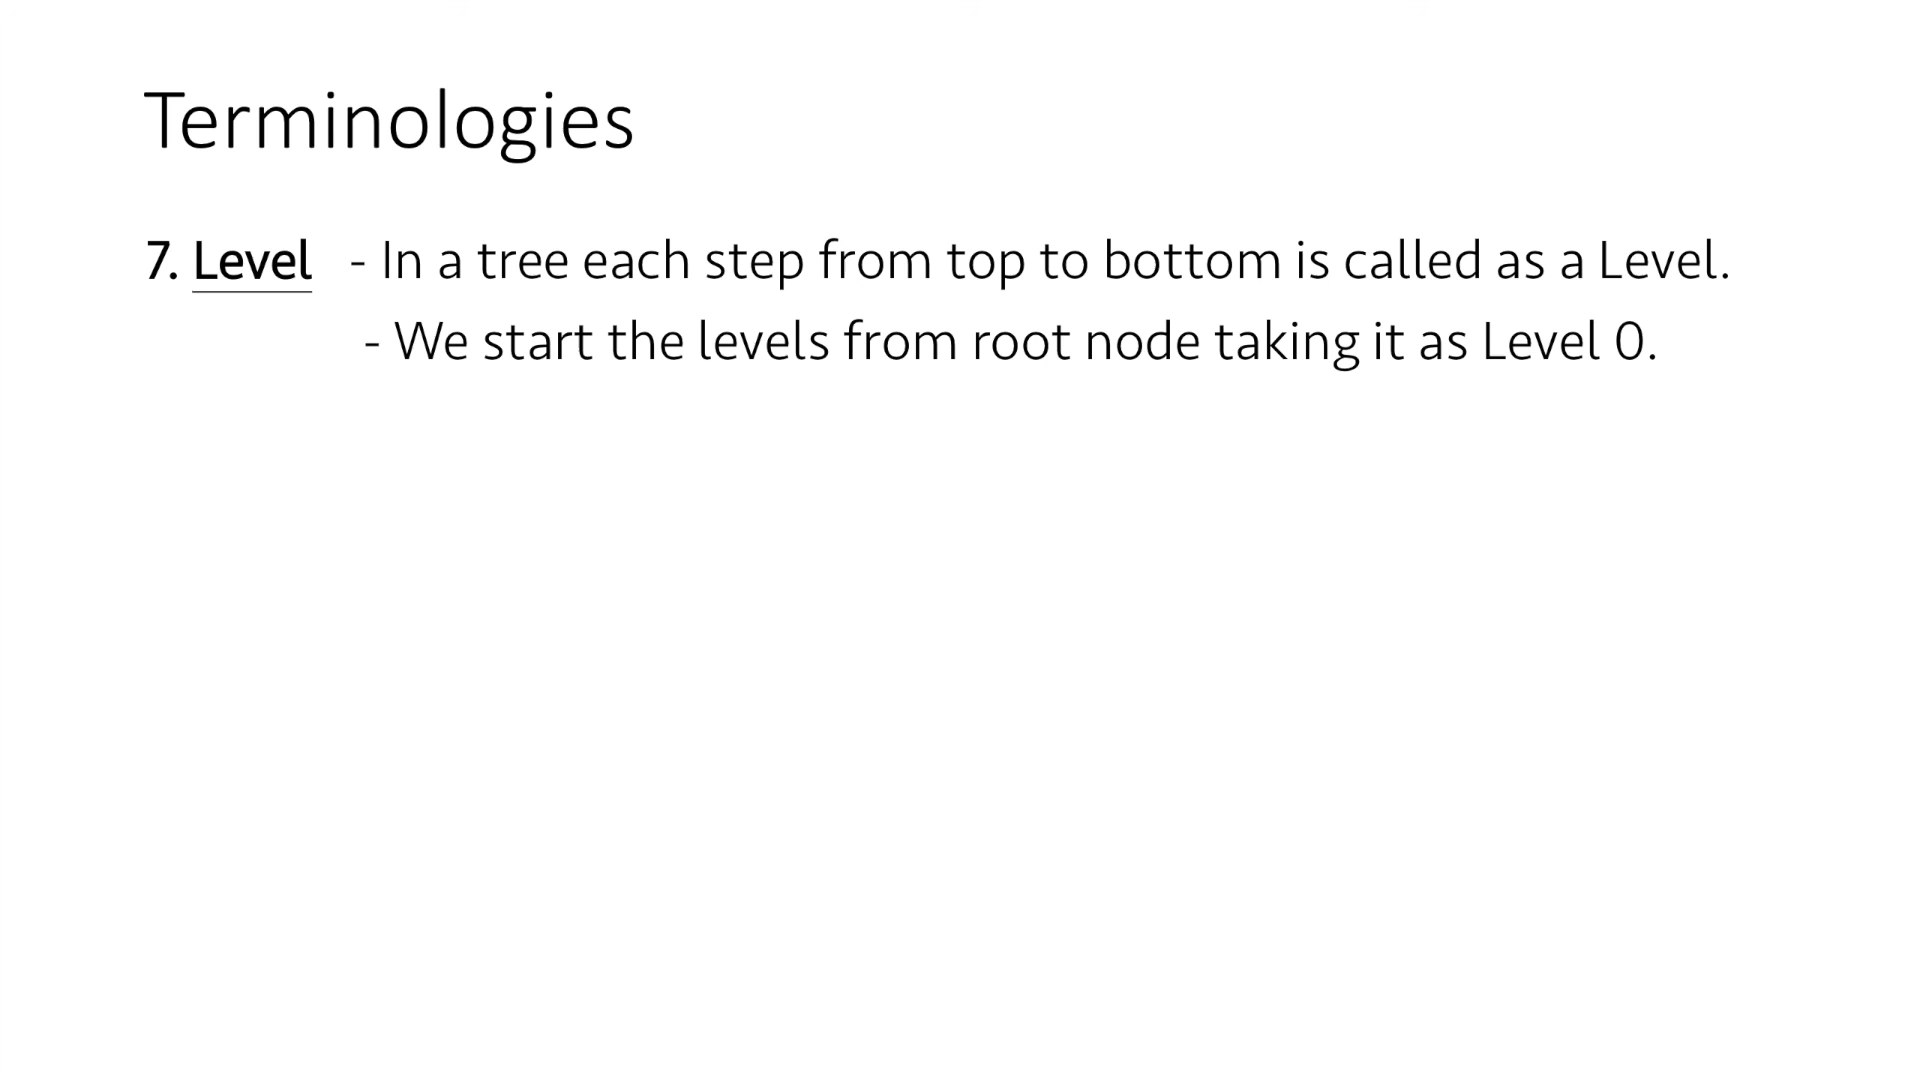 Terminologies
7. Level - In a tree each step from top to bottom is called as a Level.
- We start the levels from root node taking it as Level 0.